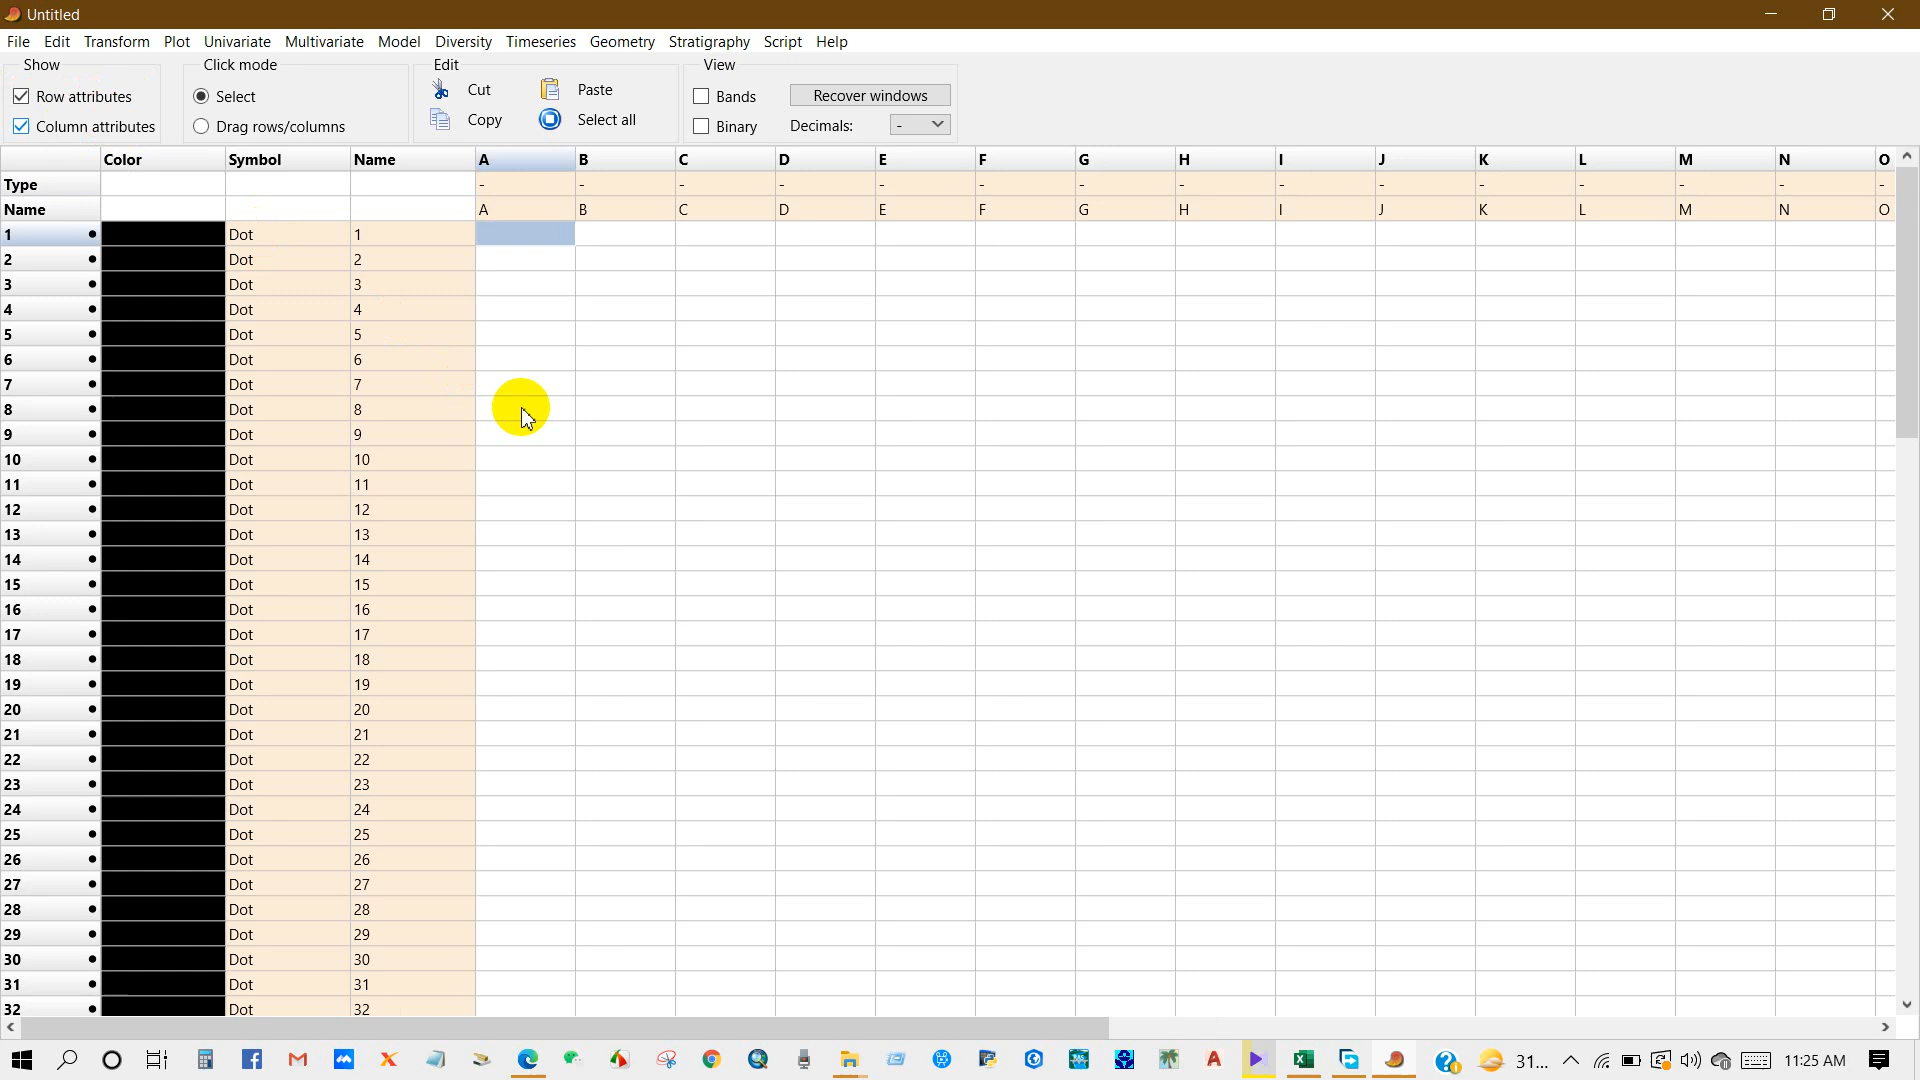 Untitled
File Edit Transform Plot Univariate Multivariate Model Diversity Timeseries Geometry Stratigraphy Script Help
Show Click mode Edit View
Row attributes Select Cut Paste Bands Recover windows
Column attributes Drag rows/columns Copy Select all Binary Decimals: -
Color Symbol Name A B C D E F G H I J K L M N O
Type - - - - - - - - - - - - - - -
Name A B C D E F G H I J K L M N O
1 Dot 1
2 Dot 2
3 Dot 3
4 Dot 4
5 Dot 5
6 Dot 6
7 Dot 7
8 Dot 8
9 Dot 9
10 Dot 10
11 Dot 11
12 Dot 12
13 Dot 13
14 Dot 14
15 Dot 15
16 Dot 16
17 Dot 17
18 Dot 18
19 Dot 19
20 Dot 20
21 Dot 21
22 Dot 22
23 Dot 23
24 Dot 24
25 Dot 25
26 Dot 26
27 Dot 27
28 Dot 28
29 Dot 29
30 Dot 30
31 Dot 31
32 Dot 32
31... 11:25 AM